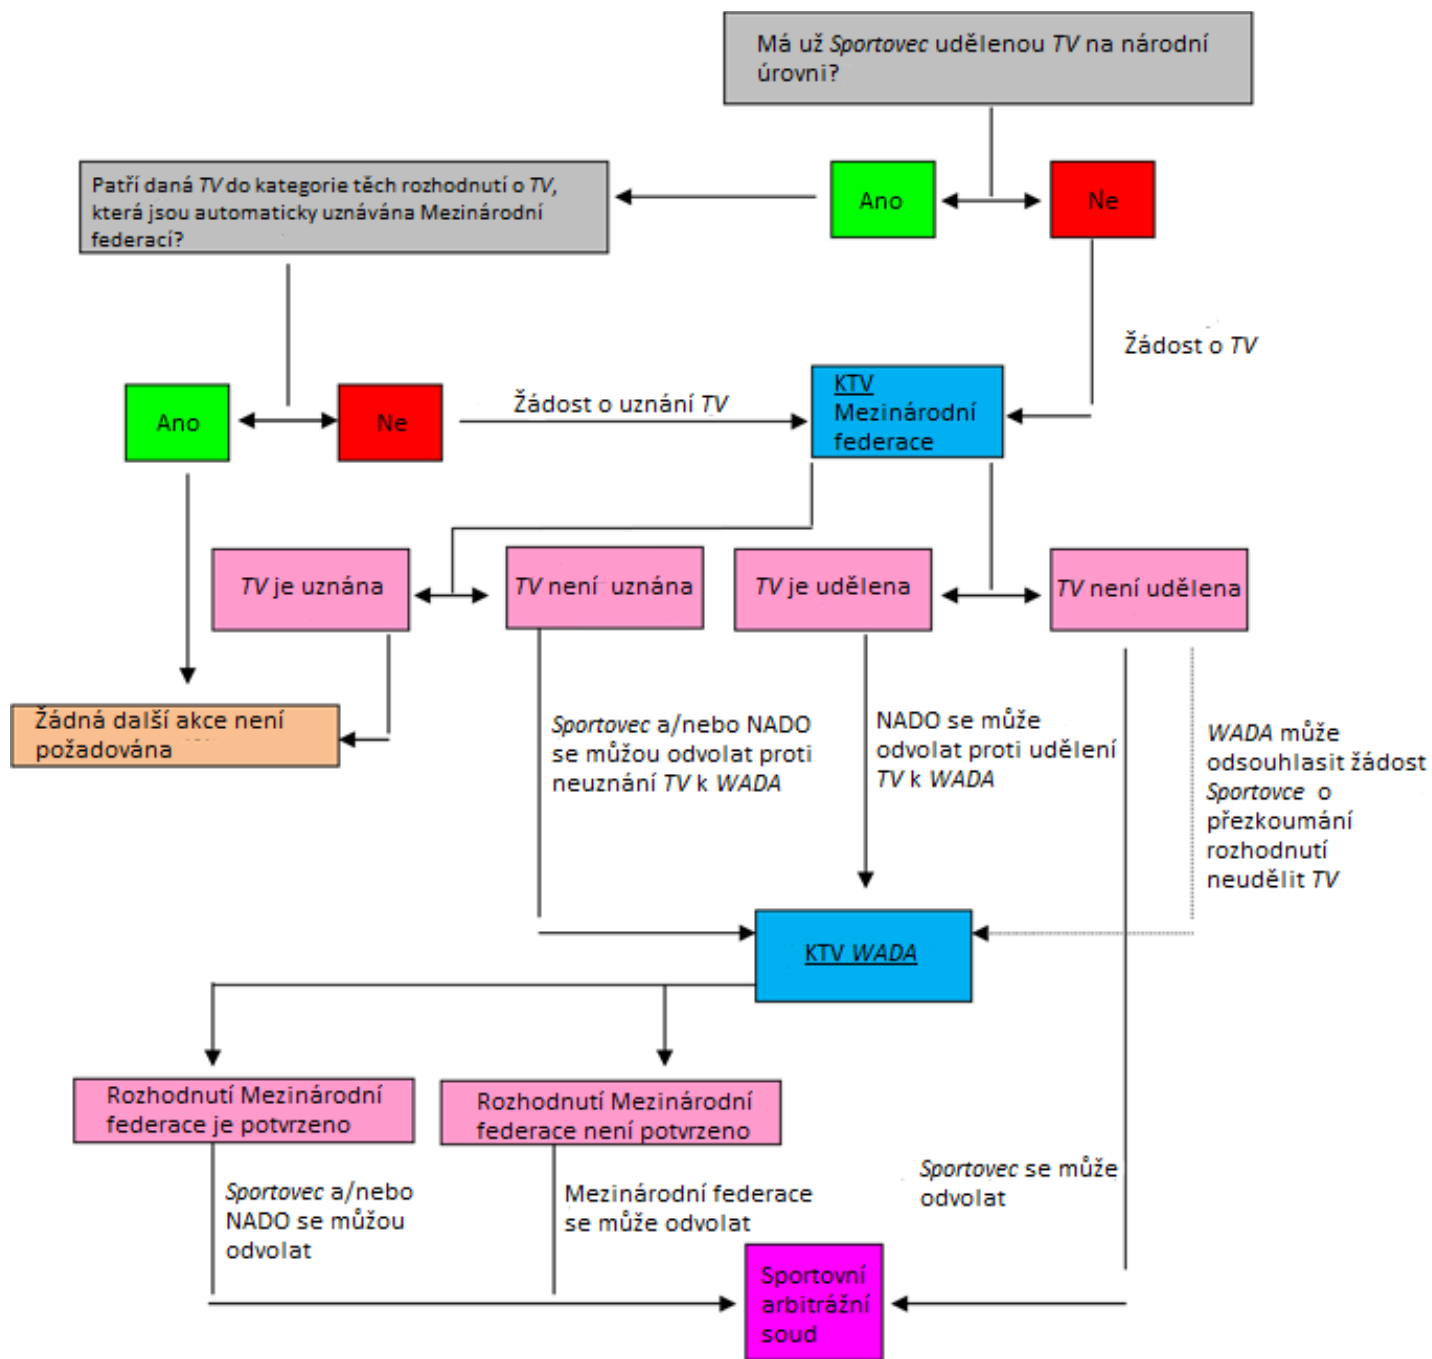 Má už Sportovec udělenou TV na národní
úrovni?
Patří daná TV do kategorie těch rozhodnutí o TV,
která jsou automaticky uznávána Mezinárodní
federací?
Ano
Ne
Žádost o TV
Ano
Ne
Žádost o uznání TV
KTV
Mezinárodní
federace
TV je uznána
TV není uznána
TV je udělena
TV není udělena
Žádná další akce není
požadována
Sportovec a/nebo NADO
se můžou odvolat proti
neuznání TV k WADA
NADO se může
odvolat proti udělení
TV k WADA
WADA může
odsouhlasit žádost
Sportovce o
přezkoumání
rozhodnutí
neudělit TV
KTV WADA
Rozhodnutí Mezinárodní
federace je potvrzeno
Rozhodnutí Mezinárodní
federace není potvrzeno
Sportovec a/nebo
NADO se můžou
odvolat
Mezinárodní federace
se může odvolat
Sportovec se může
odvolat
Sportovní
arbitrážní
soud